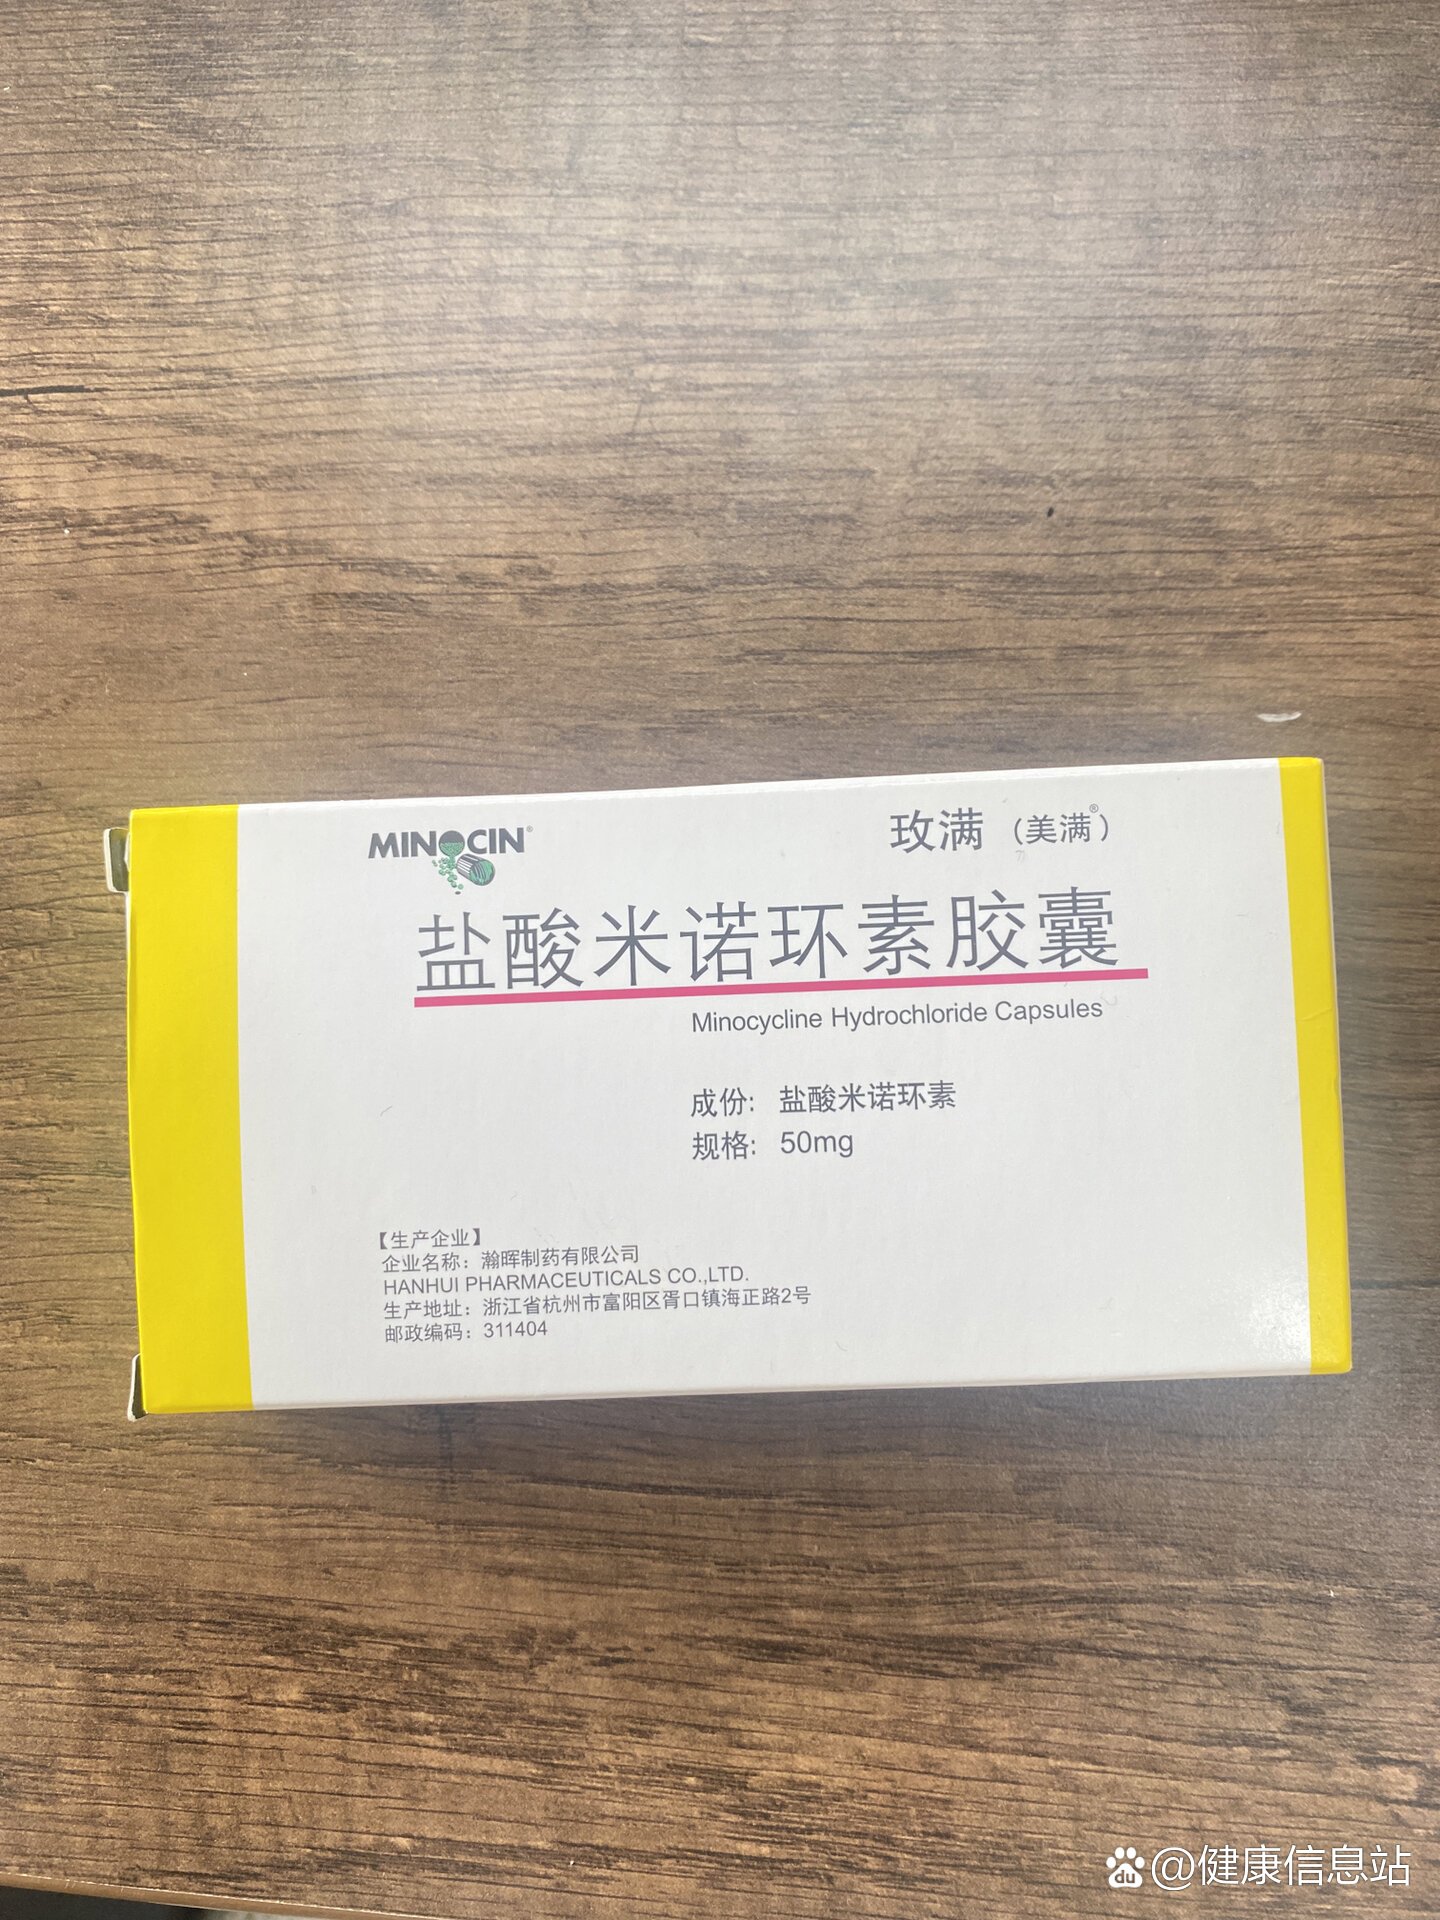 MINOCIN®
玫满（美满®）
盐酸米诺环素胶囊
Minocycline Hydrochloride Capsules
成份: 盐酸米诺环素
规格: 50mg
【生产企业】
企业名称：瀚晖制药有限公司
HANHUI PHARMACEUTICALS CO.,LTD.
生产地址：浙江省杭州市富阳区胥口镇海正路2号
邮政编码：311404
du @健康信息站